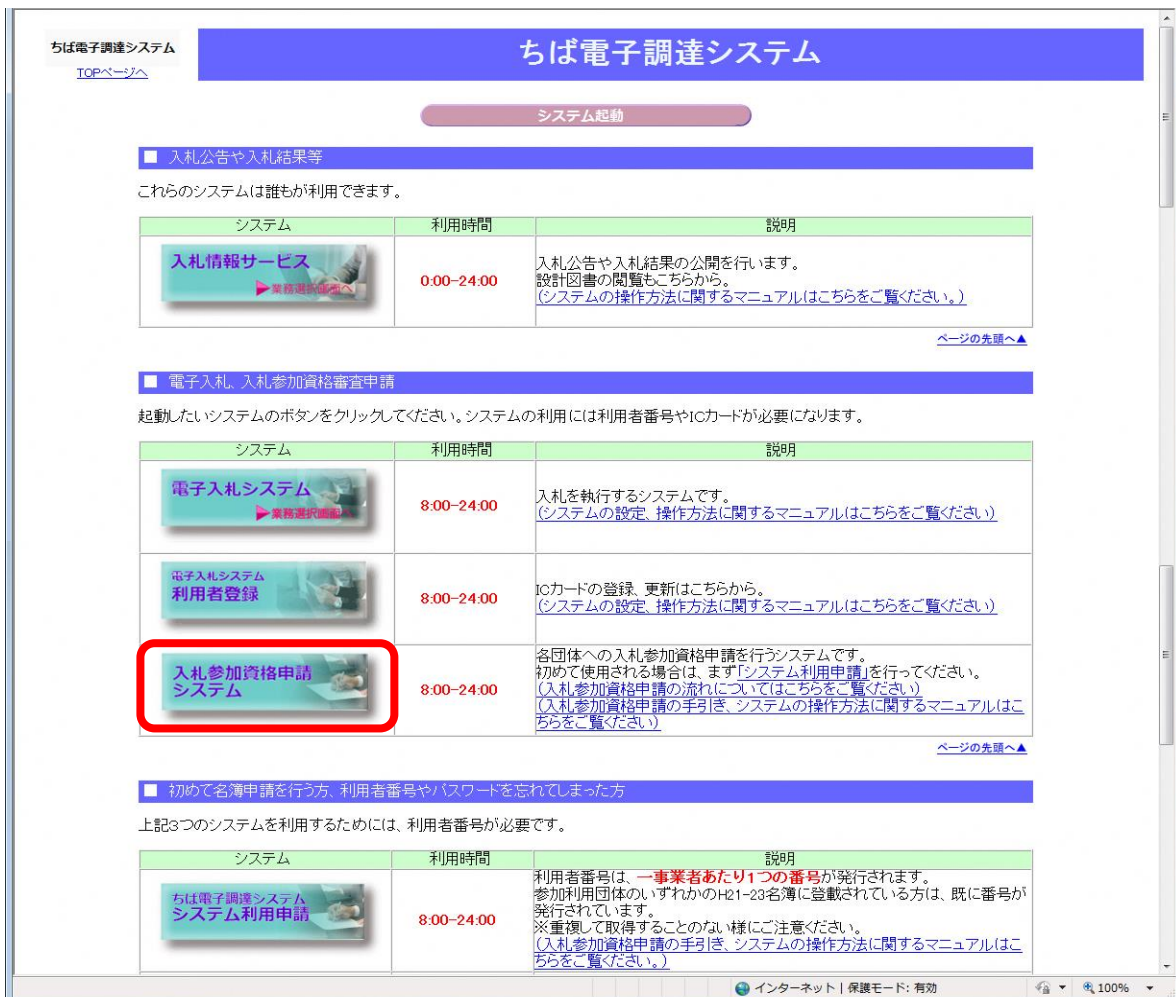 ちば電子調達システム
TOPページへ
ちば電子調達システム
システム起動
■ 入札公告や入札結果等
これらのシステムは誰もが利用できます。
システム 利用時間 説明
入札情報サービス
▶業務選択画面へ
0:00-24:00
入札公告や入札結果の公開を行います。
設計図書の閲覧もこちらから。
(システムの操作方法に関するマニュアルはこちらをご覧ください。)
ページの先頭へ▲
■ 電子入札、入札参加資格審査申請
起動したいシステムのボタンをクリックしてください。システムの利用には利用者番号やICカードが必要になります。
システム 利用時間 説明
電子入札システム
▶業務選択画面へ
8:00-24:00
入札を執行するシステムです。
(システムの設定、操作方法に関するマニュアルはこちらをご覧ください)
電子入札システム
利用者登録
8:00-24:00
ICカードの登録、更新はこちらから。
(システムの設定、操作方法に関するマニュアルはこちらをご覧ください)
入札参加資格申請
システム
8:00-24:00
各団体への入札参加資格申請を行うシステムです。
初めて使用される場合は、まず「システム利用申請」を行ってください。
(入札参加資格申請の流れについてはこちらをご覧ください)
(入札参加資格申請の手引き、システムの操作方法に関するマニュアルはこ
ちらをご覧ください)
ページの先頭へ▲
■ 初めて名簿申請を行う方、利用者番号やパスワードを忘れてしまった方
上記3つのシステムを利用するためには、利用者番号が必要です。
システム 利用時間 説明
ちば電子調達システム
システム利用申請
8:00-24:00
利用者番号は、一事業者あたり1つの番号が発行されます。
参加利用団体のいずれかのH21-23名簿に登載されている方は、既に番号が
発行されています。
※重複して取得することのない様にご注意ください。
(入札参加資格申請の手引き、システムの操作方法に関するマニュアルはこ
ちらをご覧ください。)
インターネット | 保護モード: 有効
100%